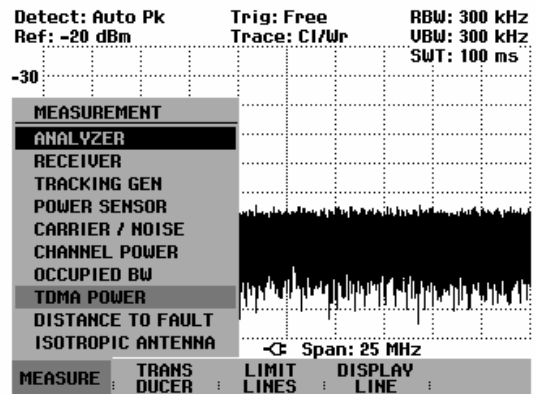 Detect: Auto Pk Trig: Free RBW: 300 kHz
Ref: -20 dBm Trace: Cl/Wr VBW: 300 kHz
SWT: 100 ms
-30
MEASUREMENT
ANALYZER
RECEIVER
TRACKING GEN
POWER SENSOR
CARRIER / NOISE
CHANNEL POWER
OCCUPIED BW
TDMA POWER
DISTANCE TO FAULT
ISOTROPIC ANTENNA
Span: 25 MHz
MEASURE TRANS DUCER LIMIT LINES DISPLAY LINE